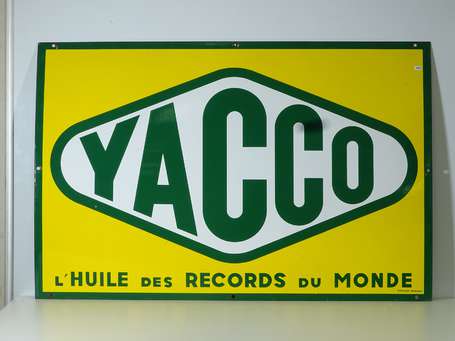 YACCO
L'HUILE DES RECORDS DU MONDE